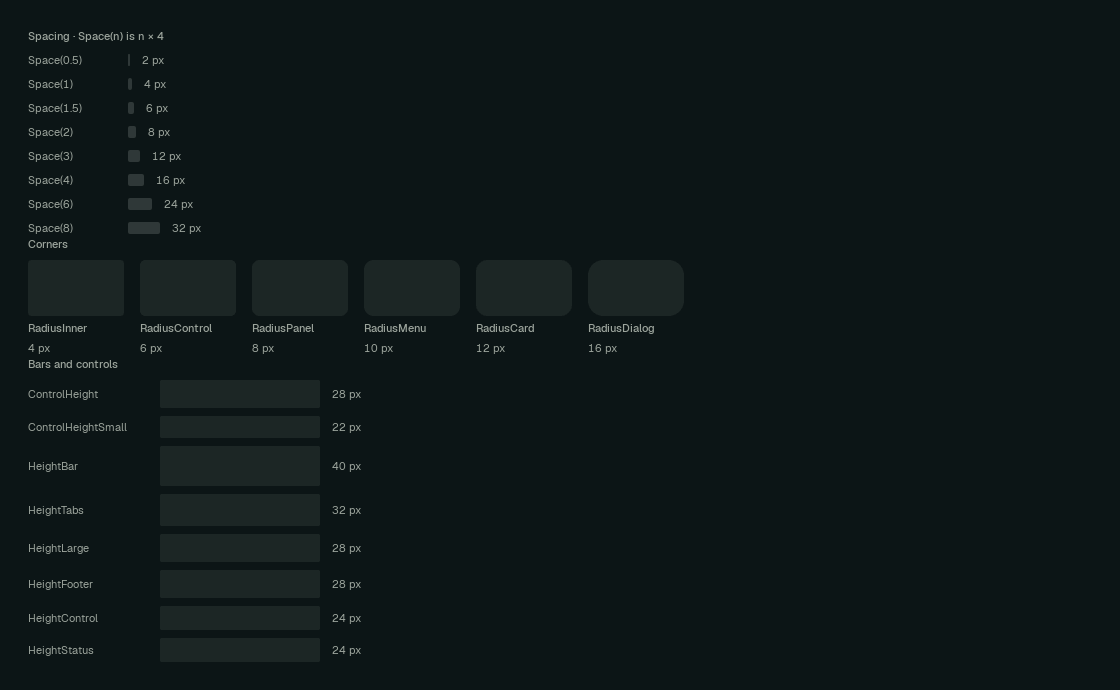 Spacing · Space(n) is n × 4
Space(0.5) 2 px
Space(1) 4 px
Space(1.5) 6 px
Space(2) 8 px
Space(3) 12 px
Space(4) 16 px
Space(6) 24 px
Space(8) 32 px
Corners
RadiusInner RadiusControl RadiusPanel RadiusMenu RadiusCard RadiusDialog
4 px 6 px 8 px 10 px 12 px 16 px
Bars and controls
ControlHeight 28 px
ControlHeightSmall 22 px
HeightBar 40 px
HeightTabs 32 px
HeightLarge 28 px
HeightFooter 28 px
HeightControl 24 px
HeightStatus 24 px